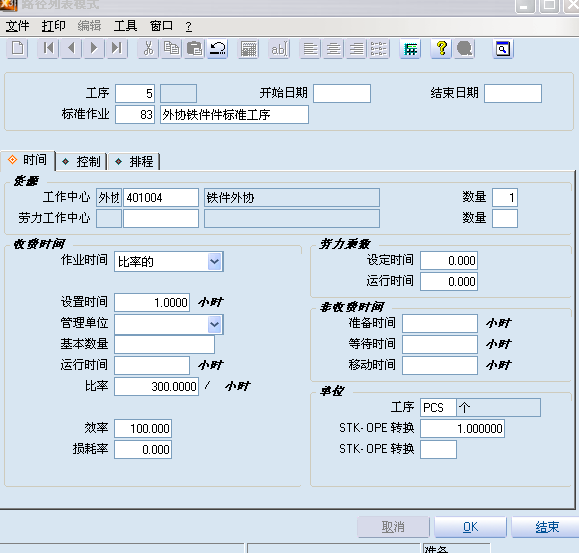 路径列表模式
文件 打印 编辑 工具 窗口 ?
工序 5 开始日期 结束日期
标准作业 83 外协铁件件标准工序
时间 控制 排程
资源
工作中心 外协 401004 铁件外协 数量 1
劳力工作中心 数量
收费时间 劳力乘数
作业时间 比率的 设定时间 0.000
运行时间 0.000
设置时间 1.0000 小时 非收费时间
管理单位 准备时间 小时
基本数量 等待时间 小时
运行时间 小时 移动时间 小时
比率 300.0000 / 小时 单位
工序 PCS 个
效率 100.000 STK-OPE 转换 1.000000
损耗率 0.000 STK-OPE 转换
取消 OK 结束
准备